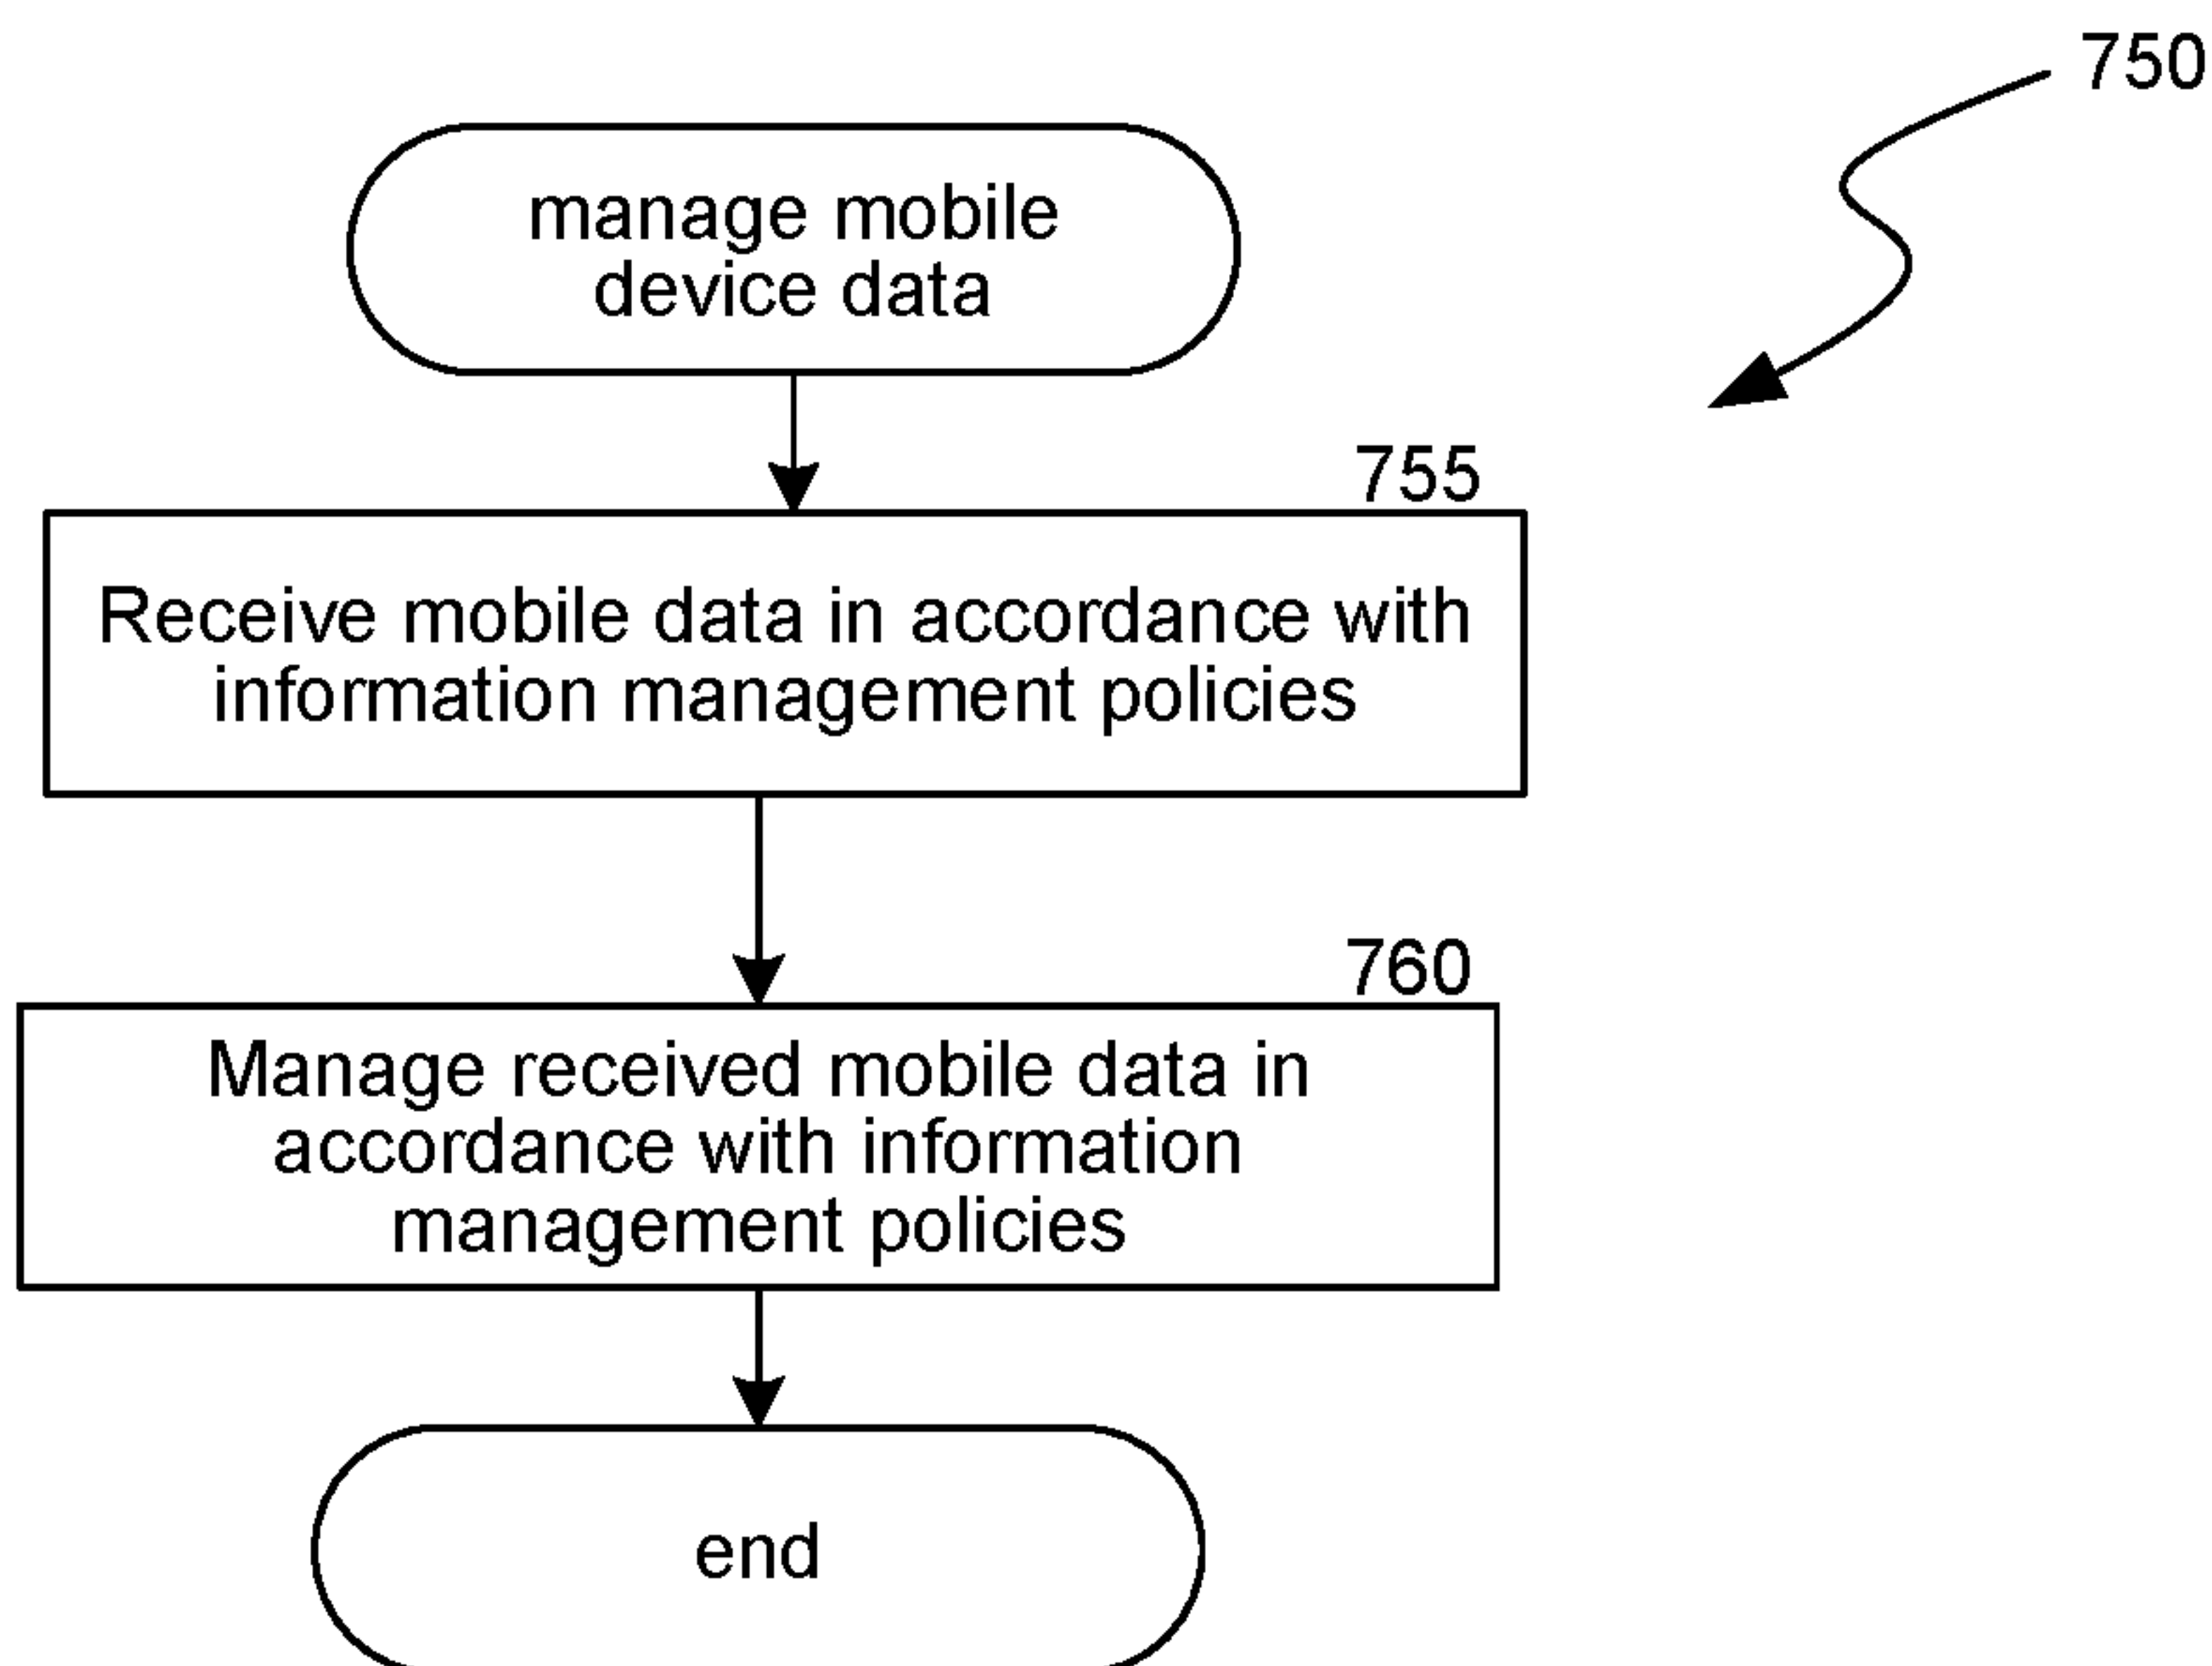 750
manage mobile
device data
755
Receive mobile data in accordance with
information management policies
760
Manage received mobile data in
accordance with information
management policies
end